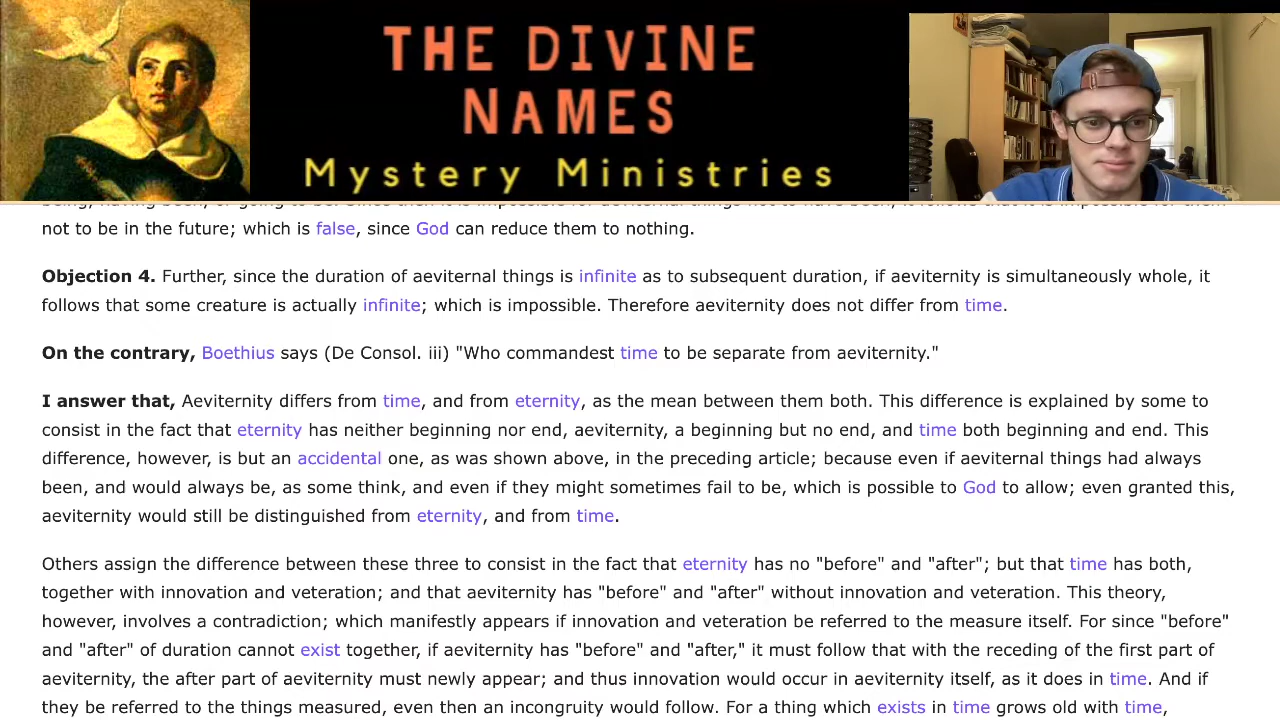 THE DIVINE
NAMES
Mystery Ministries
not to be in the future; which is false, since God can reduce them to nothing.
Objection 4. Further, since the duration of aeviternal things is infinite as to subsequent duration, if aeviternity is simultaneously whole, it
follows that some creature is actually infinite; which is impossible. Therefore aeviternity does not differ from time.
On the contrary, Boethius says (De Consol. iii) "Who commandest time to be separate from aeviternity."
I answer that, Aeviternity differs from time, and from eternity, as the mean between them both. This difference is explained by some to
consist in the fact that eternity has neither beginning nor end, aeviternity, a beginning but no end, and time both beginning and end. This
difference, however, is but an accidental one, as was shown above, in the preceding article; because even if aeviternal things had always
been, and would always be, as some think, and even if they might sometimes fail to be, which is possible to God to allow; even granted this,
aeviternity would still be distinguished from eternity, and from time.
Others assign the difference between these three to consist in the fact that eternity has no "before" and "after"; but that time has both,
together with innovation and veteration; and that aeviternity has "before" and "after" without innovation and veteration. This theory,
however, involves a contradiction; which manifestly appears if innovation and veteration be referred to the measure itself. For since "before"
and "after" of duration cannot exist together, if aeviternity has "before" and "after," it must follow that with the receding of the first part of
aeviternity, the after part of aeviternity must newly appear; and thus innovation would occur in aeviternity itself, as it does in time. And if
they be referred to the things measured, even then an incongruity would follow. For a thing which exists in time grows old with time,